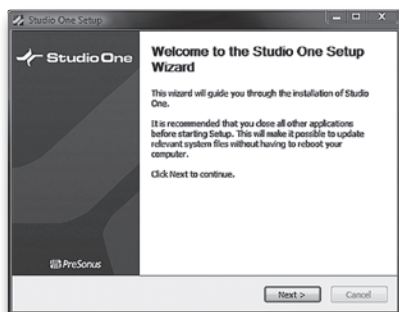 Studio One Setup
Studio One
Welcome to the Studio One Setup
Wizard
This wizard will guide you through the installation of Studio
One.
It is recommended that you close all other applications
before starting Setup. This will make it possible to update
relevant system files without having to reboot your
computer.
Click Next to continue.
PreSonus
Next >
Cancel